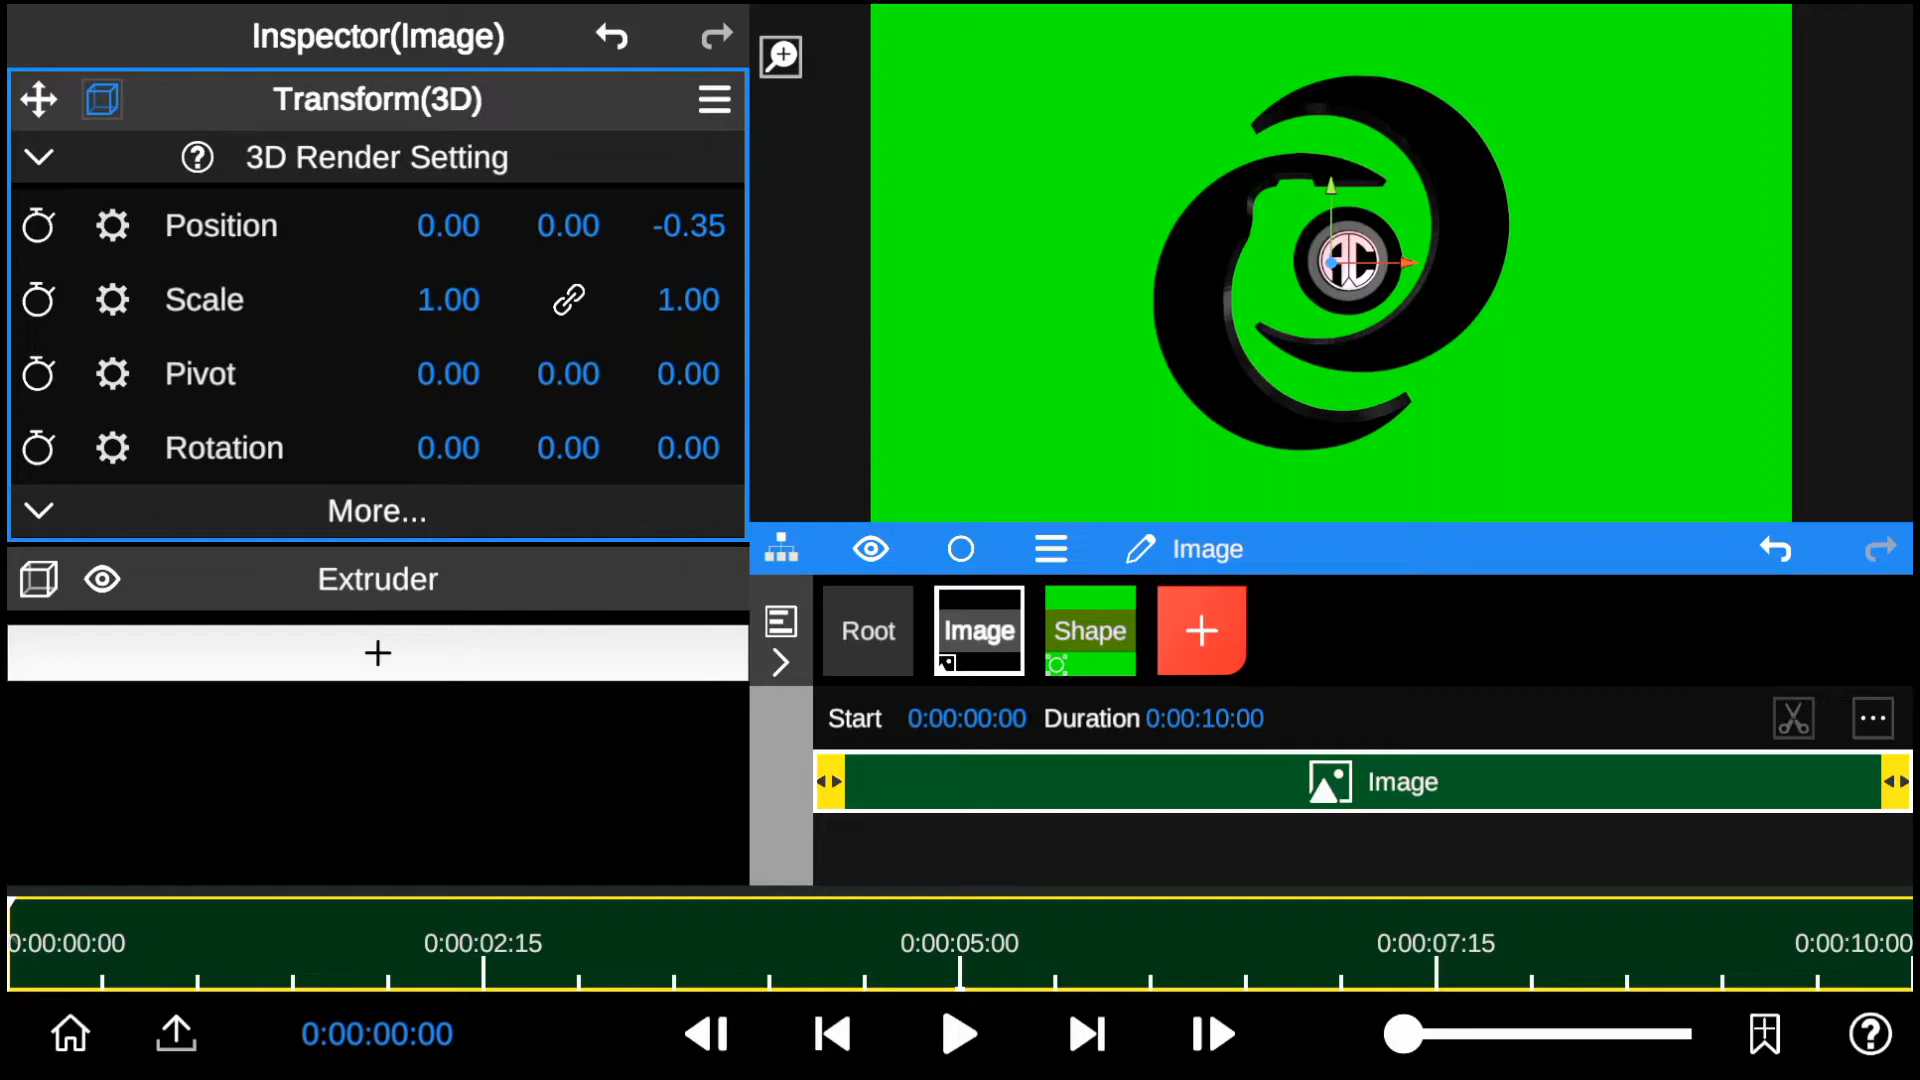 Inspector(Image)
Transform(3D)
3D Render Setting
Position 0.00 0.00 -0.35
Scale 1.00 1.00
Pivot 0.00 0.00 0.00
Rotation 0.00 0.00 0.00
More...
Extruder
+
AC
Image
Root Image Shape +
Start 0:00:00:00 Duration 0:00:10:00
Image
0:00:00:00 0:00:02:15 0:00:05:00 0:00:07:15 0:00:10:00
0:00:00:00